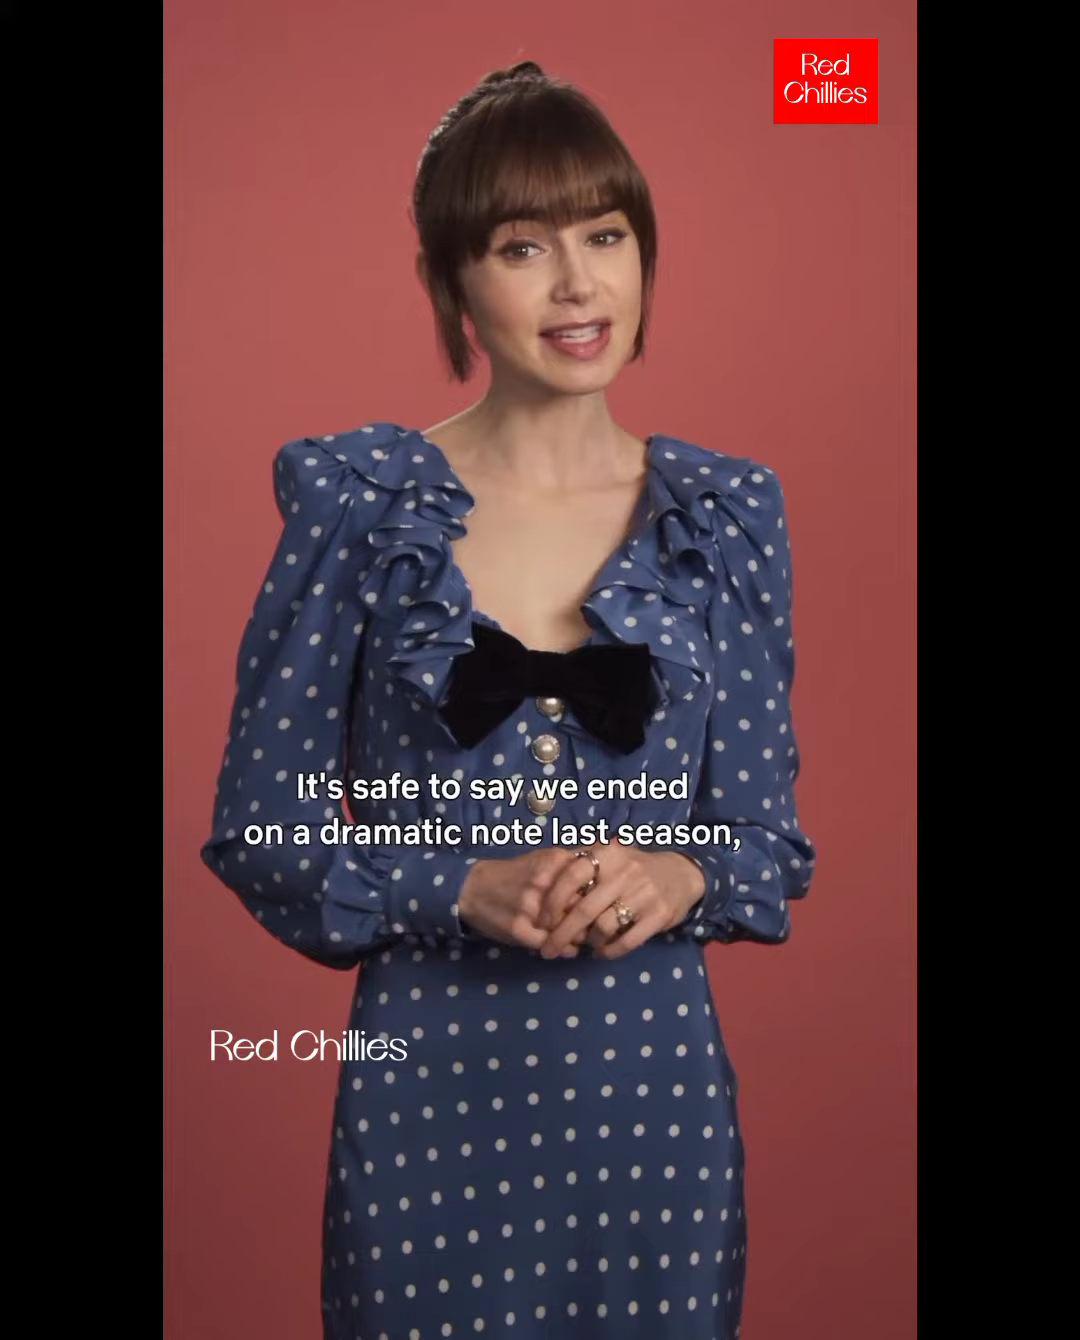 Red
Chillies
It's safe to say we ended
on a dramatic note last season,
Red Chillies